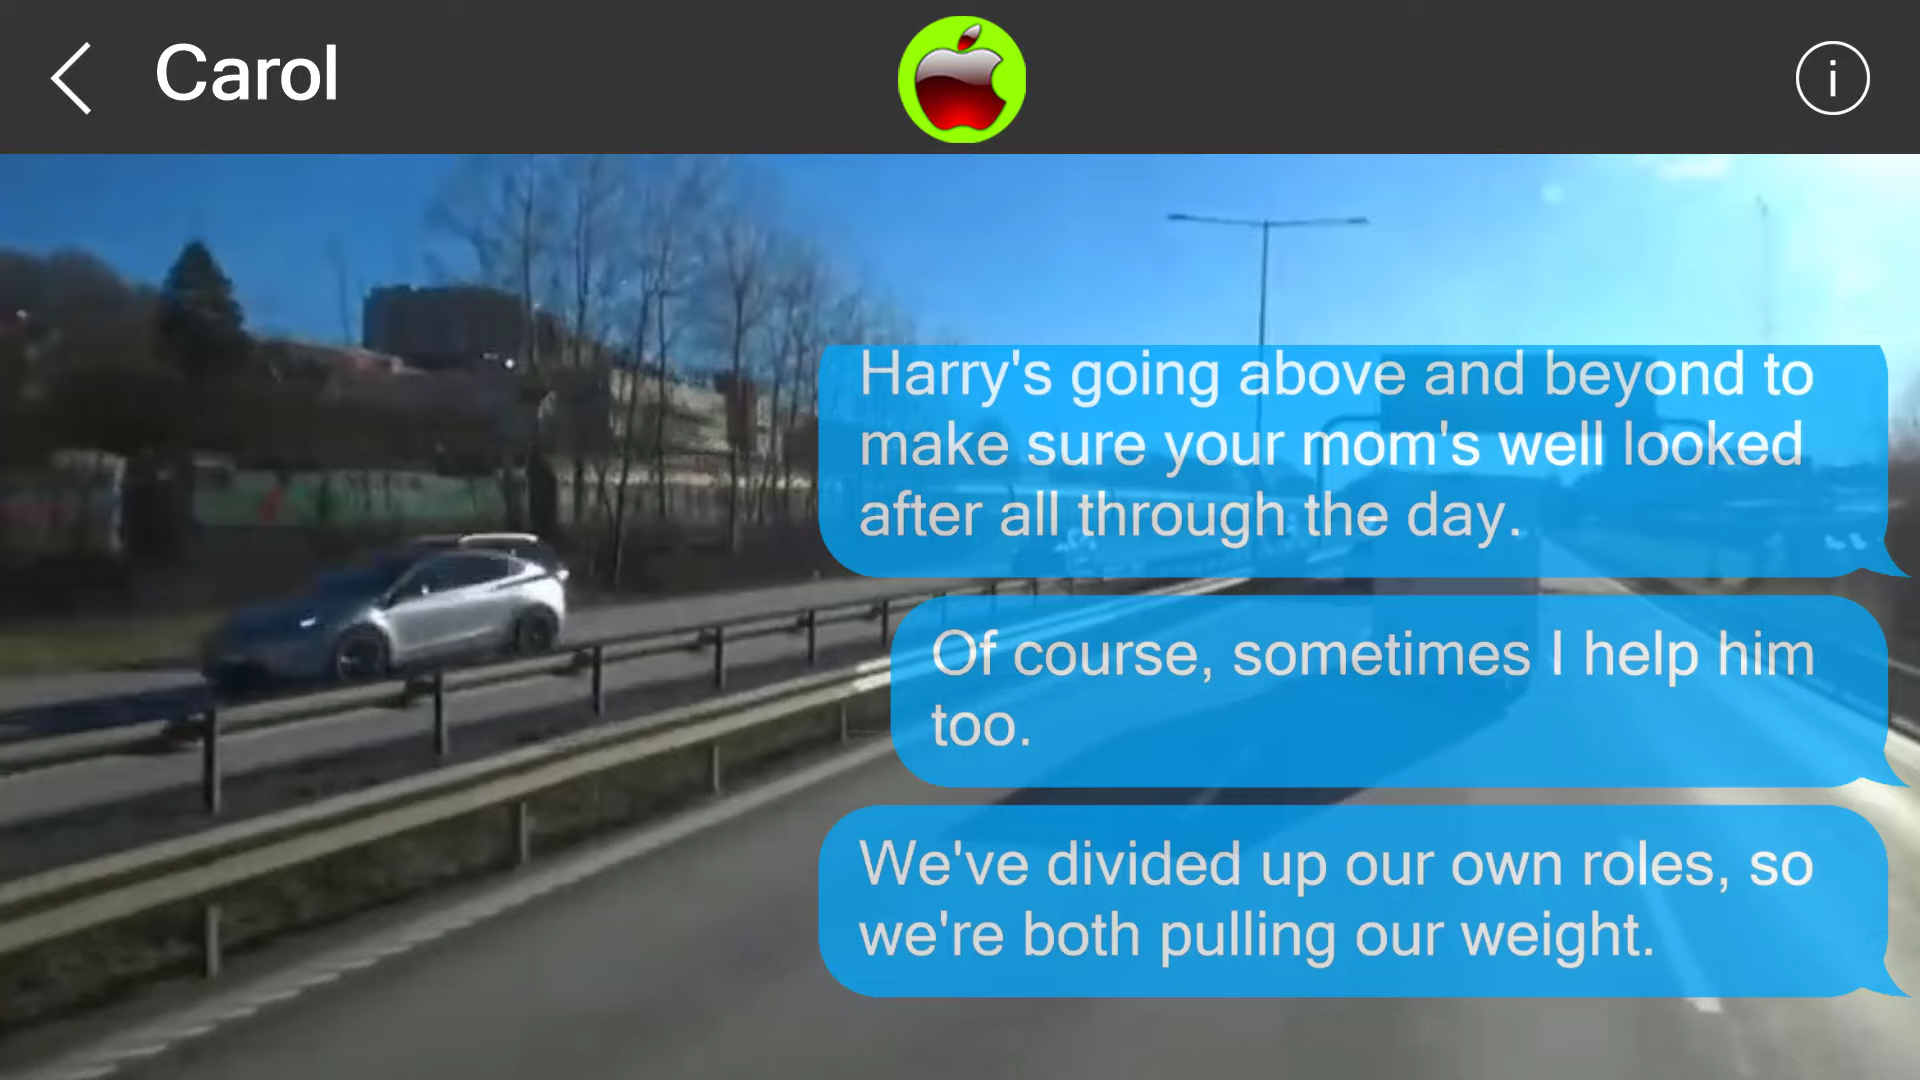 Carol
Harry's going above and beyond to
make sure your mom's well looked
after all through the day.
Of course, sometimes I help him
too.
We've divided up our own roles, so
we're both pulling our weight.